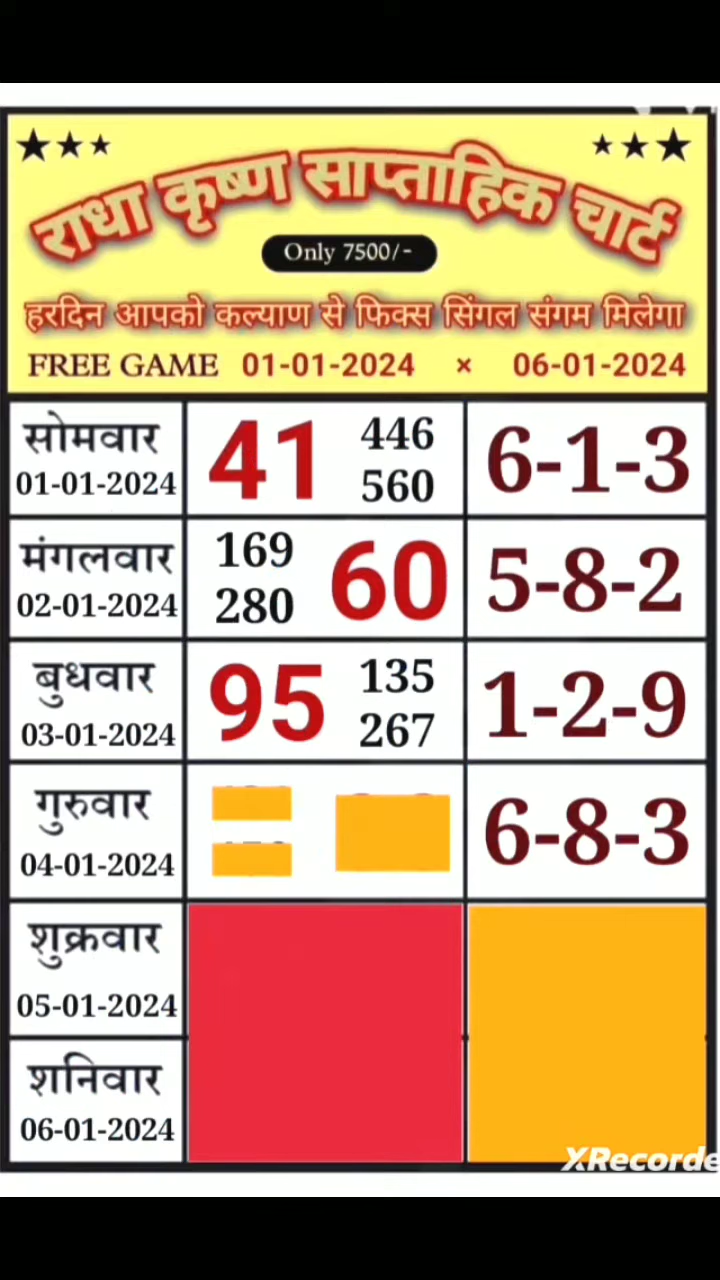 राधा कृष्ण साप्ताहिक चार्ट
Only 7500/-
हरदिन आपको कल्याण से फिक्स सिंगल संगम मिलेगा
FREE GAME 01-01-2024 × 06-01-2024
सोमवार
01-01-2024
41
446
560
6-1-3
मंगलवार
02-01-2024
169
280
60
5-8-2
बुधवार
03-01-2024
95
135
267
1-2-9
गुरुवार
04-01-2024
6-8-3
शुक्रवार
05-01-2024
शनिवार
06-01-2024
XRecorde